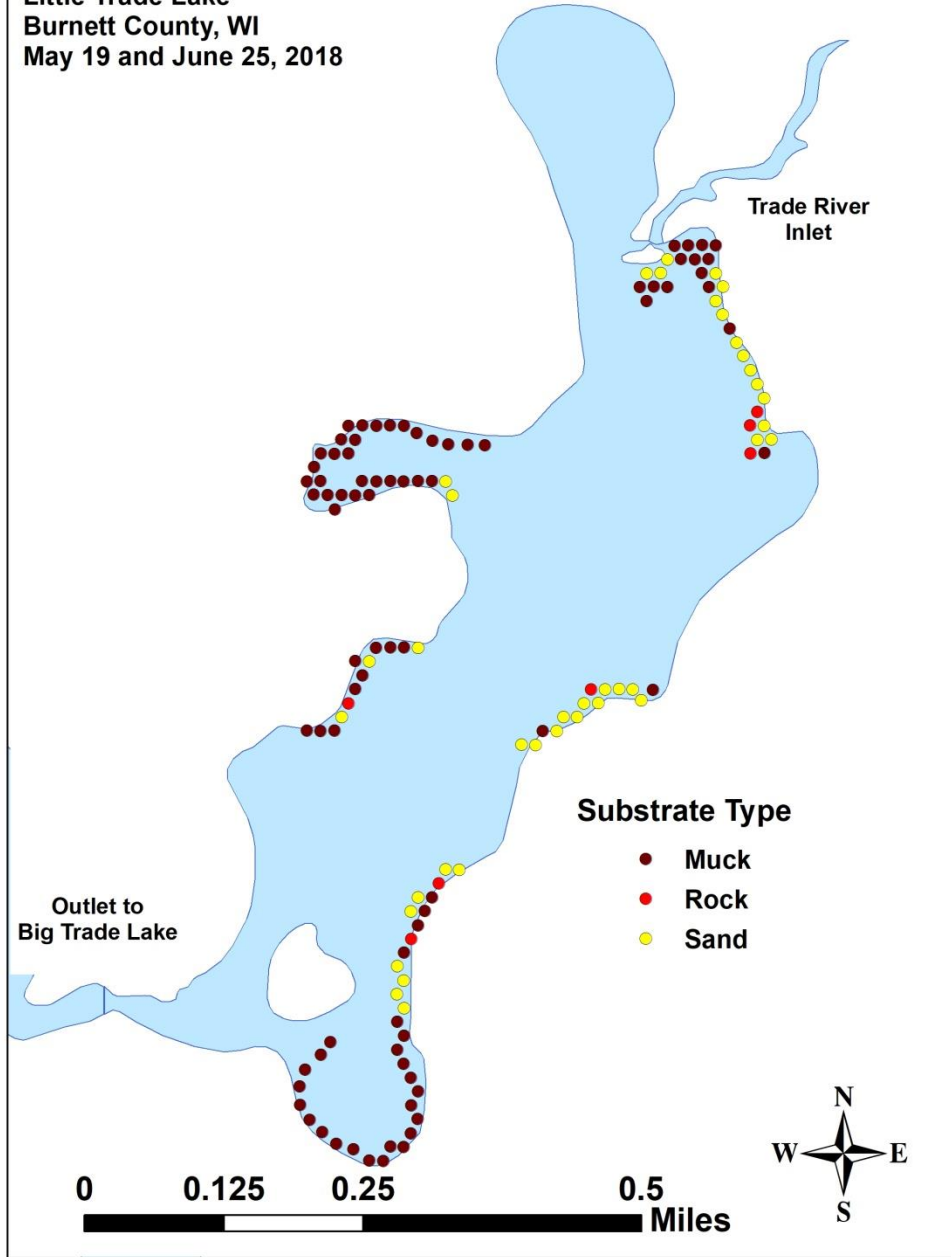 Little Trade Lake
Burnett County, WI
May 19 and June 25, 2018
Trade River
Inlet
Substrate Type
Muck
Rock
Sand
Outlet to
Big Trade Lake
N
W E
S
0 0.125 0.25 0.5
Miles